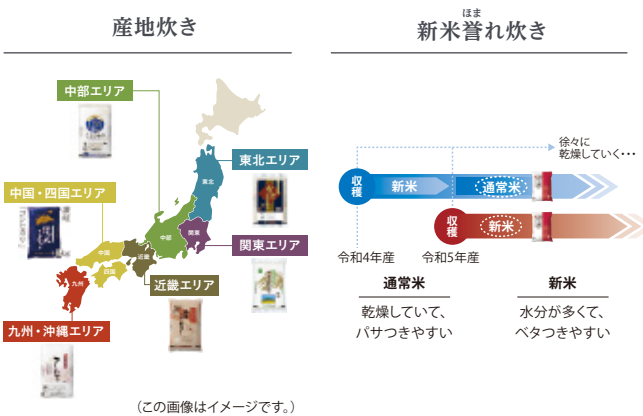 産地炊き
中部エリア
東北エリア
中国・四国エリア
関東エリア
近畿エリア
九州・沖縄エリア
東北
関東
中部
近畿
中国
四国
九州
コシヒカリ
(この画像はイメージです。)
ほま
新米誉れ炊き
徐々に
乾燥していく・・・
収穫
新米
通常米
収穫
新米
令和4年産
令和5年産
通常米
乾燥していて、
パサつきやすい
新米
水分が多くて、
ベタつきやすい